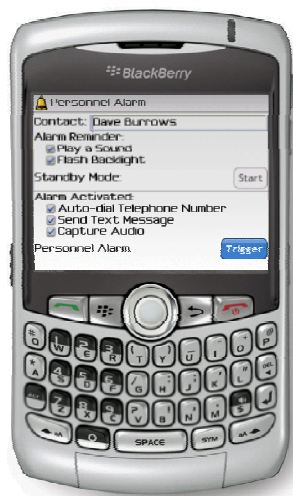 BlackBerry
Personnel Alarm
Contact: Dave Burrows
Alarm Reminder:
Play a Sound
Flash Backlight
Standby Mode: Start
Alarm Activated:
Auto-dial Telephone Number
Send Text Message
Capture Audio
Personnel Alarm Trigger
SPACE SYM